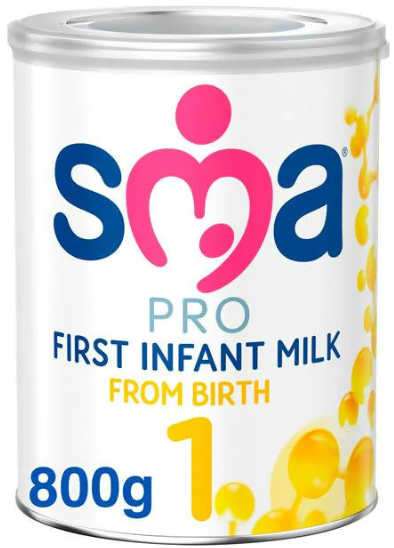 sma®
PRO
FIRST INFANT MILK
FROM BIRTH
1
800g